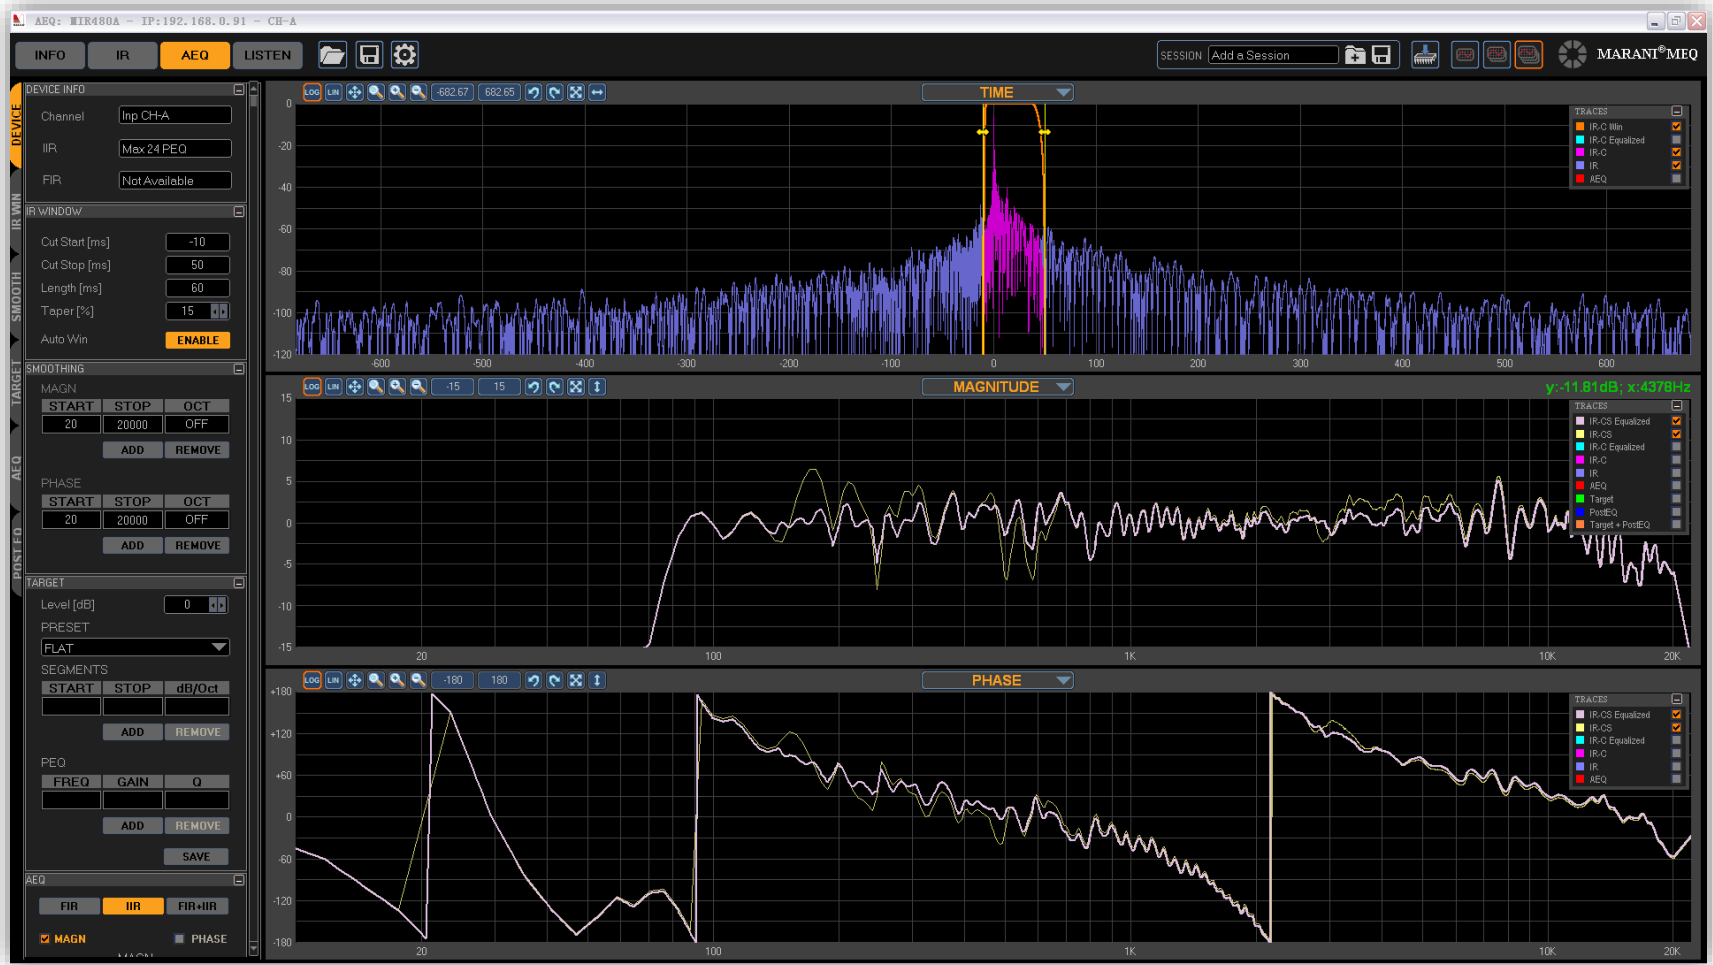 AEQ: MIR480A - IP:192.168.0.91 - CH-A
INFO IR AEQ LISTEN
SESSION Add a Session
MARANI®MEQ
DEVICE
IR WIN
SMOOTH
TARGET
AEQ
POST EQ
DEVICE INFO
Channel Inp CH-A
IIR Max 24 PEQ
FIR Not Available
IR WINDOW
Cut Start [ms] -10
Cut Stop [ms] 50
Length [ms] 60
Taper [%] 15
Auto Win ENABLE
SMOOTHING
MAGN
START STOP OCT
20 20000 OFF
ADD REMOVE
PHASE
START STOP OCT
20 20000 OFF
ADD REMOVE
TARGET
Level [dB] 0
PRESET
FLAT
SEGMENTS
START STOP dB/Oct
ADD REMOVE
PEQ
FREQ GAIN Q
ADD REMOVE
SAVE
AEQ
FIR IIR FIR+IIR
MAGN PHASE
MAGN
LOG LIN -682.67 682.65 TIME
0
-20
-40
-60
-80
-100
-120
-600 -500 -400 -300 -200 -100 0 100 200 300 400 500 600
TRACES
IR-C Win
IR-C Equalized
IR-C
IR
AEQ
LOG LIN -15 15 MAGNITUDE y:-11.81dB; x:4378Hz
15
10
5
0
-5
-10
-15
20 100 1K 10K 20K
TRACES
IR-CS Equalized
IR-CS
IR-C Equalized
IR-C
IR
AEQ
Target
PostEQ
Target + PostEQ
LOG LIN -180 180 PHASE
+180
+120
+60
0
-60
-120
-180
20 100 1K 10K 20K
TRACES
IR-CS Equalized
IR-CS
IR-C Equalized
IR-C
IR
AEQ